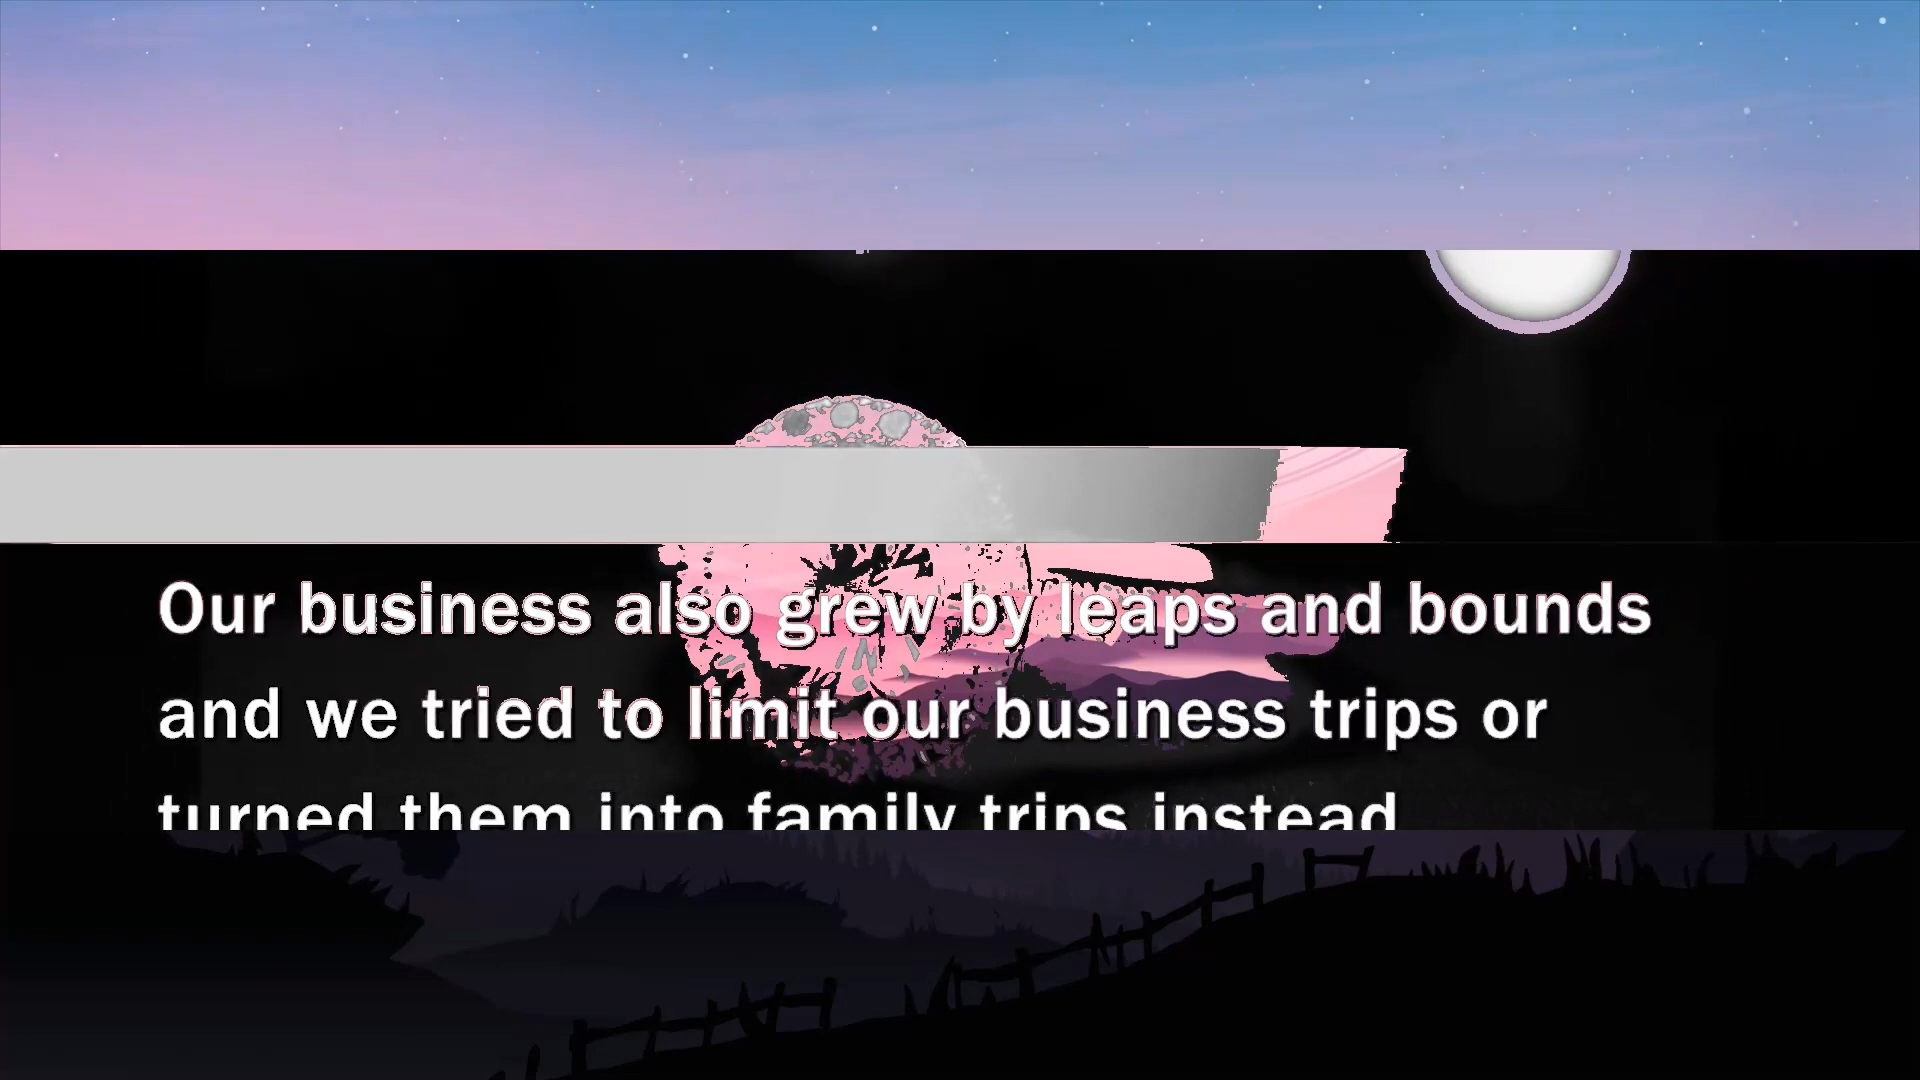 Our business also grew by leaps and bounds
and we tried to limit our business trips or
turned them into family trips instead